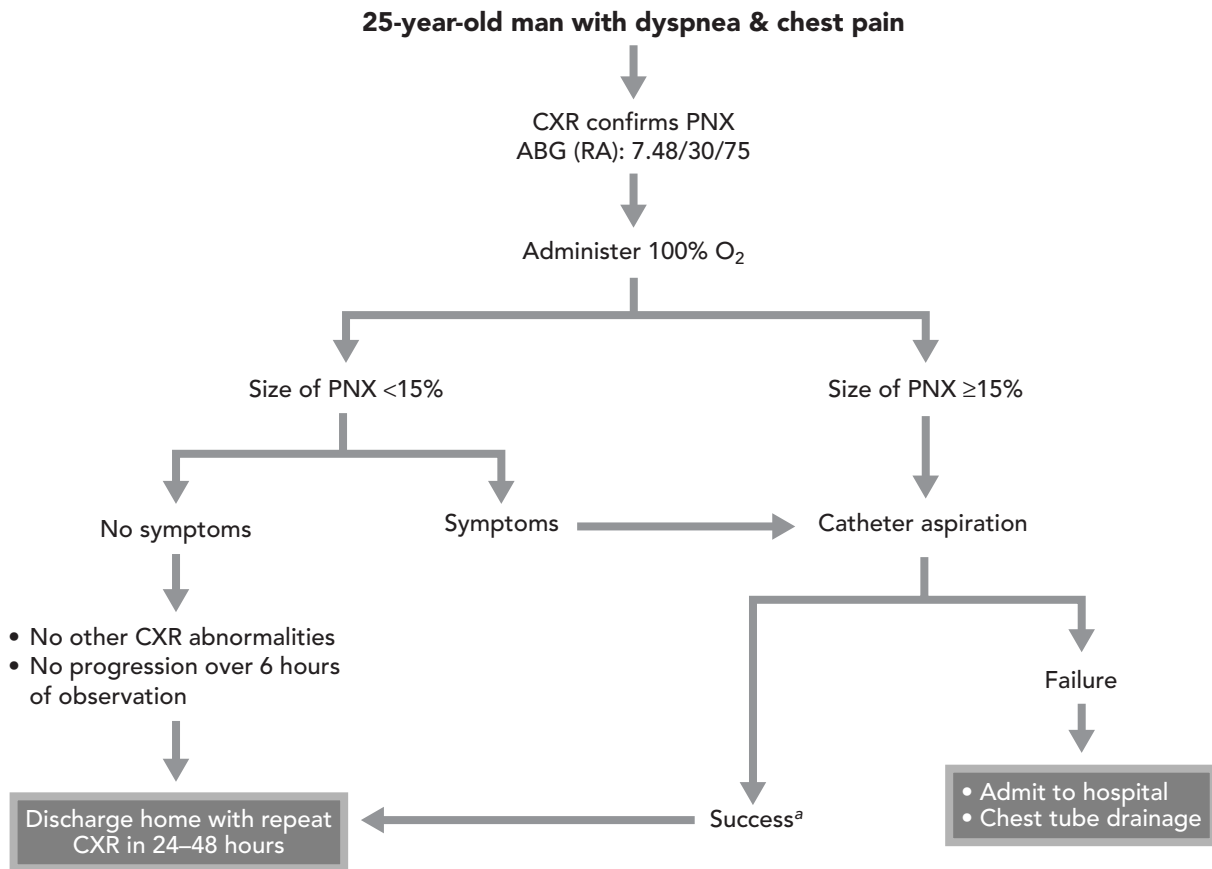 25-year-old man with dyspnea & chest pain
CXR confirms PNX
ABG (RA): 7.48/30/75
Administer 100% O₂
Size of PNX <15%
Size of PNX ≥15%
No symptoms
Symptoms
Catheter aspiration
• No other CXR abnormalities
• No progression over 6 hours
of observation
Failure
Discharge home with repeat
CXR in 24–48 hours
Successᵃ
• Admit to hospital
• Chest tube drainage